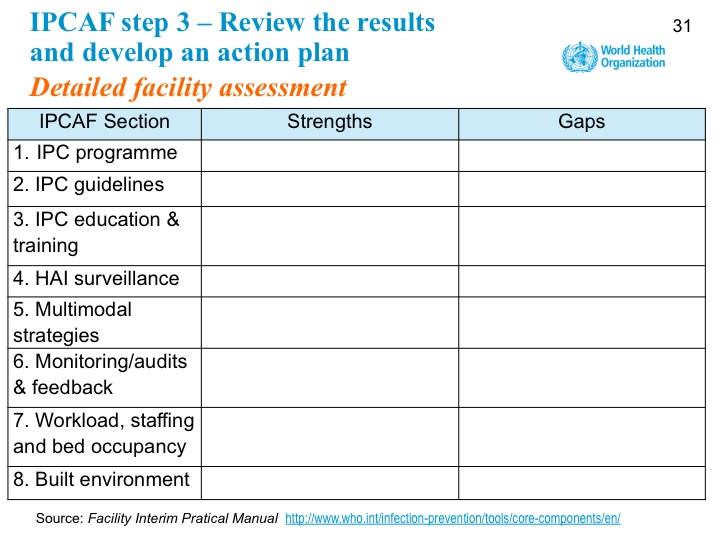 IPCAF step 3 – Review the results
and develop an action plan
Detailed facility assessment
31
World Health
Organization
IPCAF Section
Strengths
Gaps
1. IPC programme
2. IPC guidelines
3. IPC education &
training
4. HAI surveillance
5. Multimodal
strategies
6. Monitoring/audits
& feedback
7. Workload, staffing
and bed occupancy
8. Built environment
Source: Facility Interim Pratical Manual http://www.who.int/infection-prevention/tools/core-components/en/